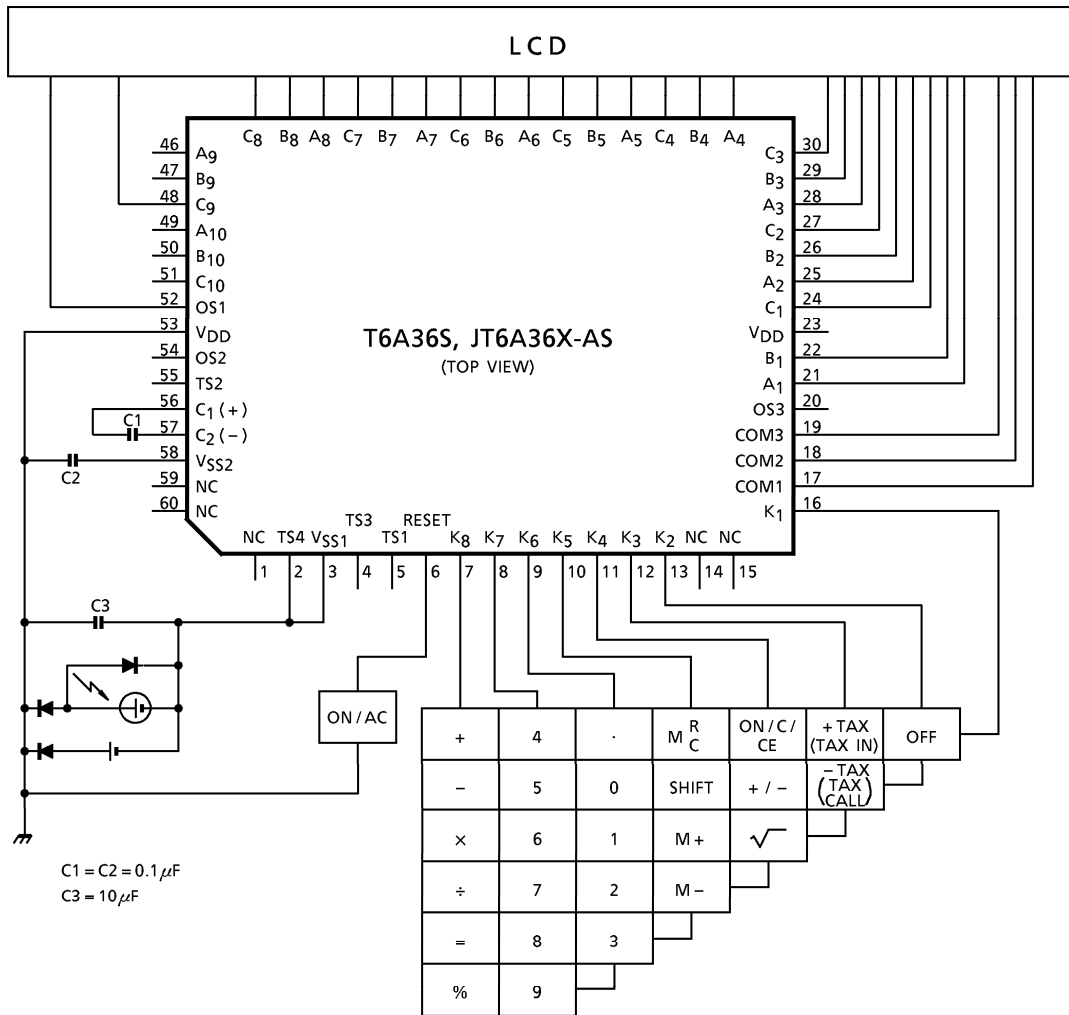 LCD
C8 B8 A8 C7 B7 A7 C6 B6 A6 C5 B5 A5 C4 B4 A4
46 A9
47 B9
48 C9
49 A10
50 B10
51 C10
52 OS1
53 VDD
54 OS2
55 TS2
56 C1 (+)
57 C2 (−)
58 VSS2
59 NC
60 NC
C1
C2
T6A36S, JT6A36X-AS
(TOP VIEW)
C3 30
B3 29
A3 28
C2 27
B2 26
A2 25
C1 24
VDD 23
B1 22
A1 21
OS3 20
COM3 19
COM2 18
COM1 17
K1 16
NC TS4 VSS1 TS3 TS1 RESET K8 K7 K6 K5 K4 K3 K2 NC NC
1 2 3 4 5 6 7 8 9 10 11 12 13 14 15
C3
ON / AC
+ 4 · M R C ON / C / CE + TAX (TAX IN) OFF
− 5 0 SHIFT + / − − TAX (TAX CALL)
× 6 1 M + √
÷ 7 2 M −
= 8 3
% 9
C1 = C2 = 0.1 μF
C3 = 10 μF